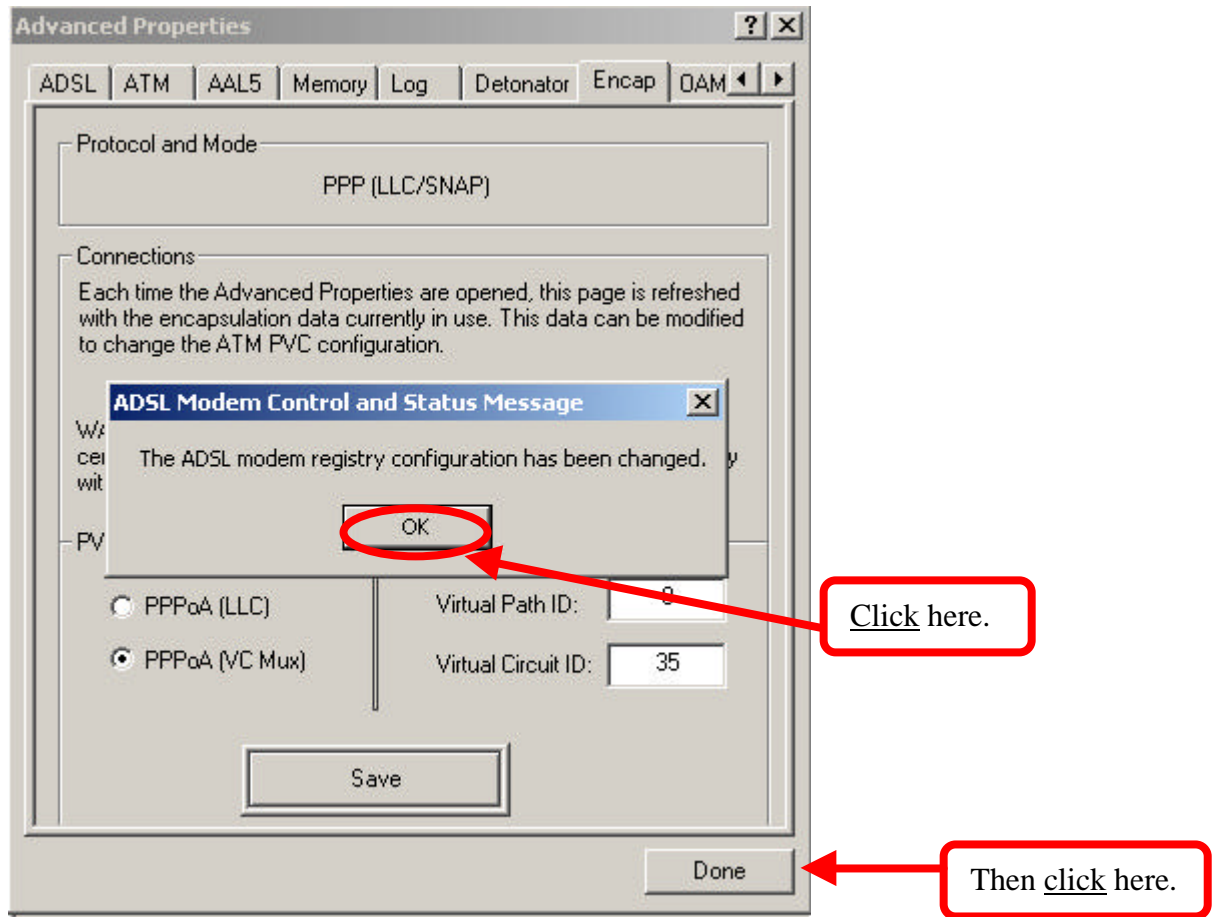 Advanced Properties
ADSL ATM AAL5 Memory Log Detonator Encap OAM
Protocol and Mode
PPP (LLC/SNAP)
Connections
Each time the Advanced Properties are opened, this page is refreshed
with the encapsulation data currently in use. This data can be modified
to change the ATM PVC configuration.
ADSL Modem Control and Status Message
The ADSL modem registry configuration has been changed.
OK
PV
PPPoA (LLC)
Virtual Path ID:
Click here.
PPPoA (VC Mux)
Virtual Circuit ID: 35
Save
Done
Then click here.